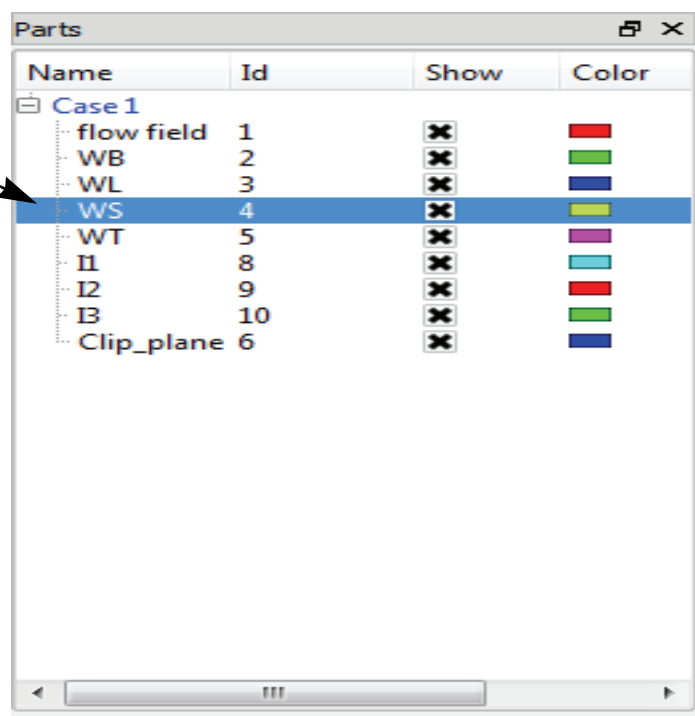 Parts
Name Id Show Color
Case 1
flow field 1
WB 2
WL 3
WS 4
WT 5
I1 8
I2 9
I3 10
Clip_plane 6